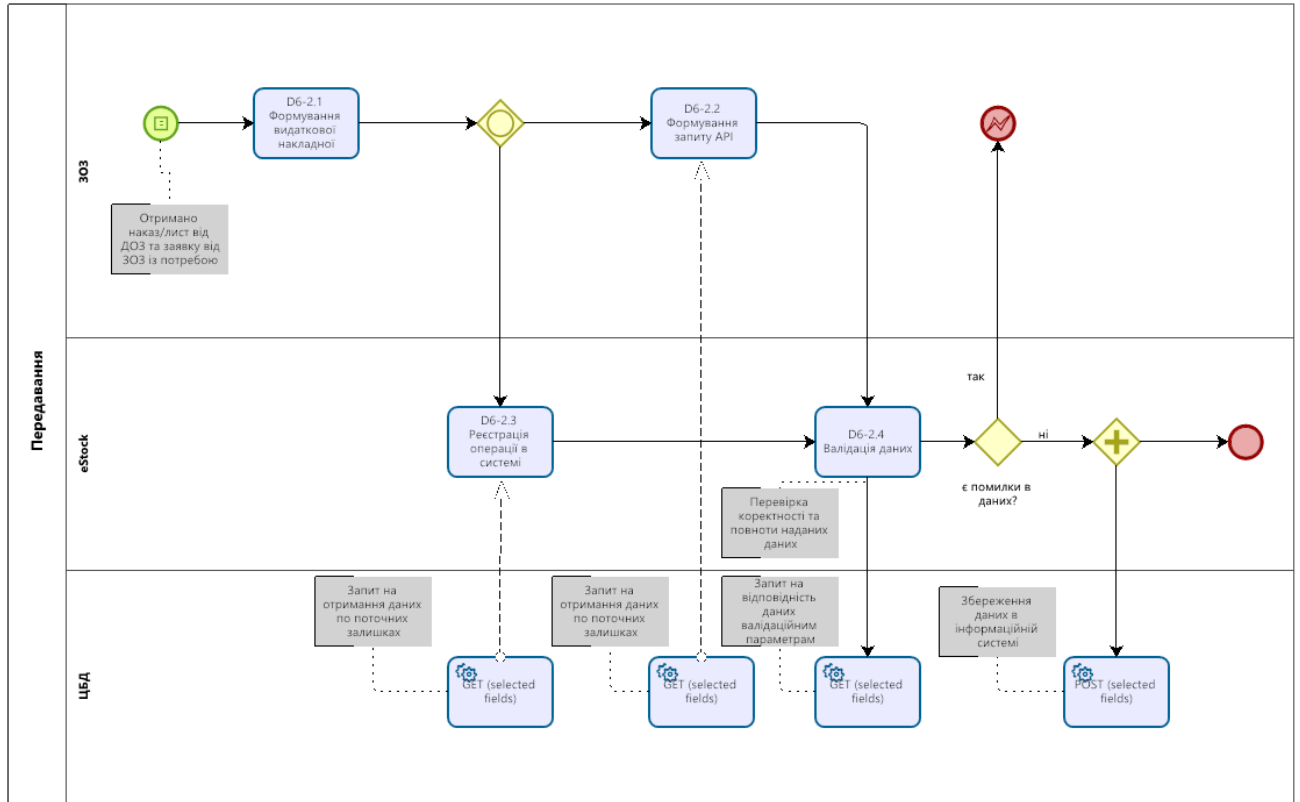 Передавання
ЗОЗ
D6-2.1
Формування
видаткової
накладної
D6-2.2
Формування
запиту API
Отримано
наказ/лист від
ДОЗ та заявку від
ЗОЗ із потребою
eStock
D6-2.3
Реєстрація
операції в
системі
D6-2.4
Валідація даних
так
ні
є помилки в
даних?
Перевірка
коректності та
повноти наданих
даних
ЦБД
Запит на
отримання даних
по поточних
залишках
Запит на
отримання даних
по поточних
залишках
Запит на
відповідність
даних
валідаційним
параметрам
Збереження
даних в
інформаційній
системі
GET (selected
fields)
GET (selected
fields)
GET (selected
fields)
POST (selected
fields)